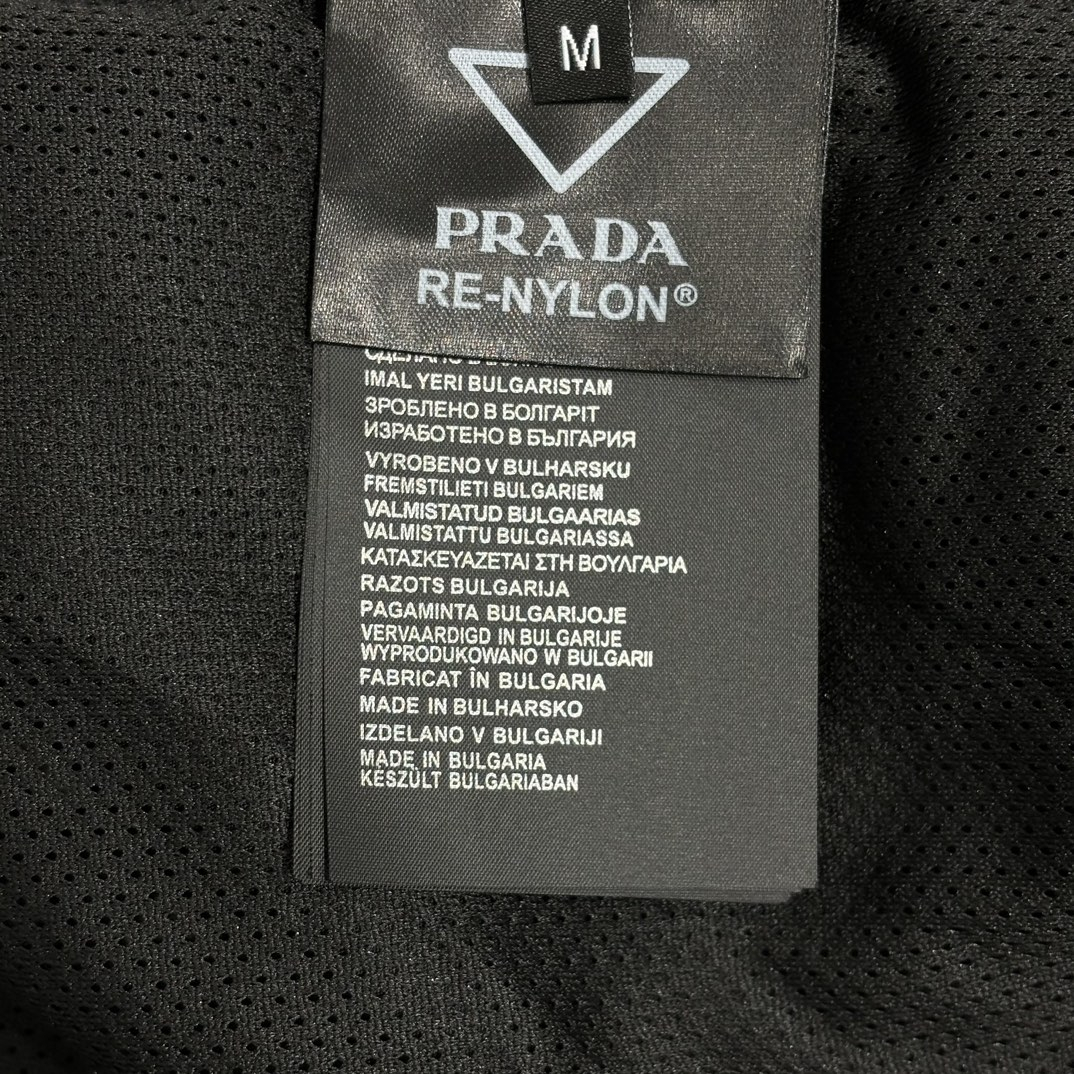 M
PRADA
RE-NYLON®
IMAL YERI BULGARISTAM
ЗРОБЛЕНО В БОЛГАРІТ
ИЗРАБОТЕНО В БЪЛГАРИЯ
VYROBENO V BULHARSKU
FREMSTILIETI BULGARIEM
VALMISTATUD BULGAARIAS
VALMISTATTU BULGARIASSA
ΚΑΤΑΣΚΕΥΑΖΕΤΑΙ ΣΤΗ ΒΟΥΛΓΑΡΙΑ
RAZOTS BULGARIJA
PAGAMINTA BULGARIJOJE
VERVAARDIGD IN BULGARIJE
WYPRODUKOWANO W BULGARII
FABRICAT ÎN BULGARIA
MADE IN BULHARSKO
IZDELANO V BULGARIJI
MADE IN BULGARIA
KÉSZÜLT BULGARIABAN